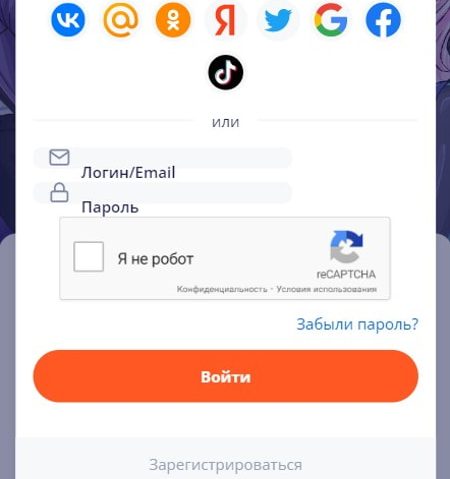 или
Логин/Email
Пароль
Я не робот
reCAPTCHA
Конфиденциальность - Условия использования
Забыли пароль?
Войти
Зарегистрироваться